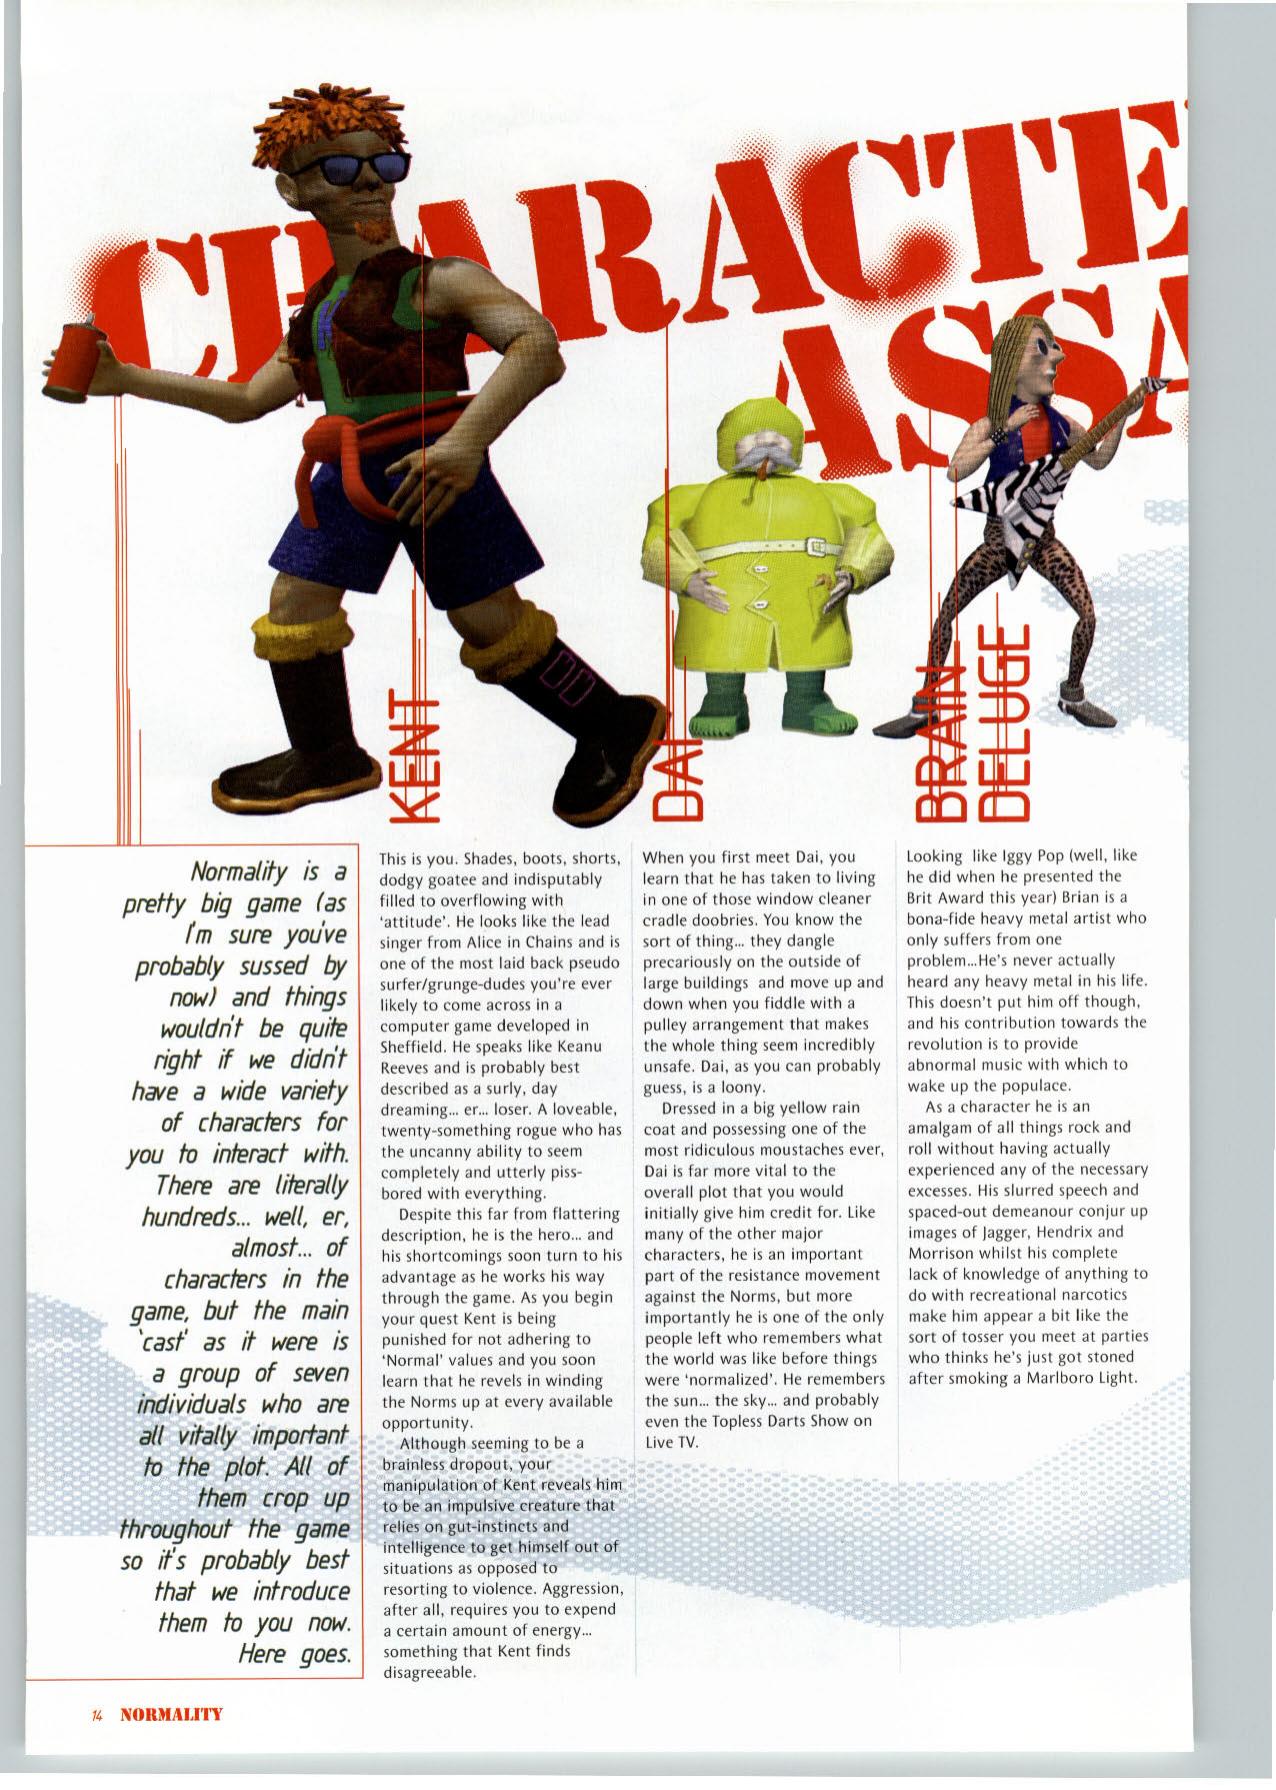 CHARACTE
ASSA
KENT
DAI
BRAIN
DELUGE
Normality is a
pretty big game (as
I'm sure you've
probably sussed by
now) and things
wouldn't be quite
right if we didn't
have a wide variety
of characters for
you to interact with.
There are literally
hundreds... well, er,
almost... of
characters in the
game, but the main
'cast' as it were is
a group of seven
individuals who are
all vitally important
to the plot. All of
them crop up
throughout the game
so it's probably best
that we introduce
them to you now.
Here goes.
This is you. Shades, boots, shorts,
dodgy goatee and indisputably
filled to overflowing with
'attitude'. He looks like the lead
singer from Alice in Chains and is
one of the most laid back pseudo
surfer/grunge-dudes you're ever
likely to come across in a
computer game developed in
Sheffield. He speaks like Keanu
Reeves and is probably best
described as a surly, day
dreaming... er... loser. A loveable,
twenty-something rogue who has
the uncanny ability to seem
completely and utterly piss-
bored with everything.
Despite this far from flattering
description, he is the hero... and
his shortcomings soon turn to his
advantage as he works his way
through the game. As you begin
your quest Kent is being
punished for not adhering to
'Normal' values and you soon
learn that he revels in winding
the Norms up at every available
opportunity.
Although seeming to be a
brainless dropout, your
manipulation of Kent reveals him
to be an impulsive creature that
relies on gut-instincts and
intelligence to get himself out of
situations as opposed to
resorting to violence. Aggression,
after all, requires you to expend
a certain amount of energy...
something that Kent finds
disagreeable.
When you first meet Dai, you
learn that he has taken to living
in one of those window cleaner
cradle doobries. You know the
sort of thing... they dangle
precariously on the outside of
large buildings and move up and
down when you fiddle with a
pulley arrangement that makes
the whole thing seem incredibly
unsafe. Dai, as you can probably
guess, is a loony.
Dressed in a big yellow rain
coat and possessing one of the
most ridiculous moustaches ever,
Dai is far more vital to the
overall plot that you would
initially give him credit for. Like
many of the other major
characters, he is an important
part of the resistance movement
against the Norms, but more
importantly he is one of the only
people left who remembers what
the world was like before things
were 'normalized'. He remembers
the sun... the sky... and probably
even the Topless Darts Show on
Live TV.
Looking like Iggy Pop (well, like
he did when he presented the
Brit Award this year) Brian is a
bona-fide heavy metal artist who
only suffers from one
problem...He's never actually
heard any heavy metal in his life.
This doesn't put him off though,
and his contribution towards the
revolution is to provide
abnormal music with which to
wake up the populace.
As a character he is an
amalgam of all things rock and
roll without having actually
experienced any of the necessary
excesses. His slurred speech and
spaced-out demeanour conjur up
images of Jagger, Hendrix and
Morrison whilst his complete
lack of knowledge of anything to
do with recreational narcotics
make him appear a bit like the
sort of tosser you meet at parties
who thinks he's just got stoned
after smoking a Marlboro Light.
14 NORMALITY